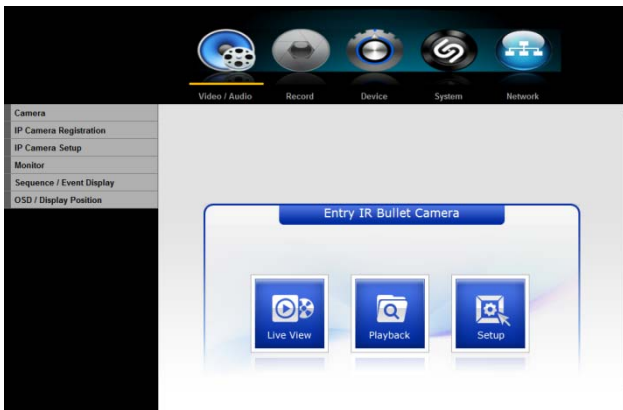 Video / Audio Record Device System Network
Camera
IP Camera Registration
IP Camera Setup
Monitor
Sequence / Event Display
OSD / Display Position
Entry IR Bullet Camera
Live View Playback Setup